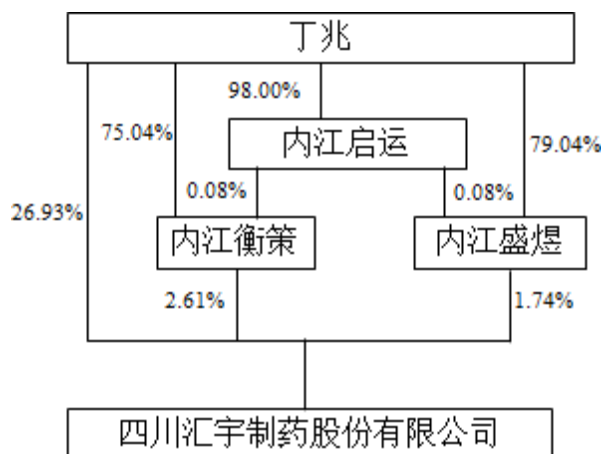 丁兆
98.00%
75.04%
内江启运
79.04%
0.08%
0.08%
26.93%
内江衡策
内江盛煜
2.61%
1.74%
四川汇宇制药股份有限公司